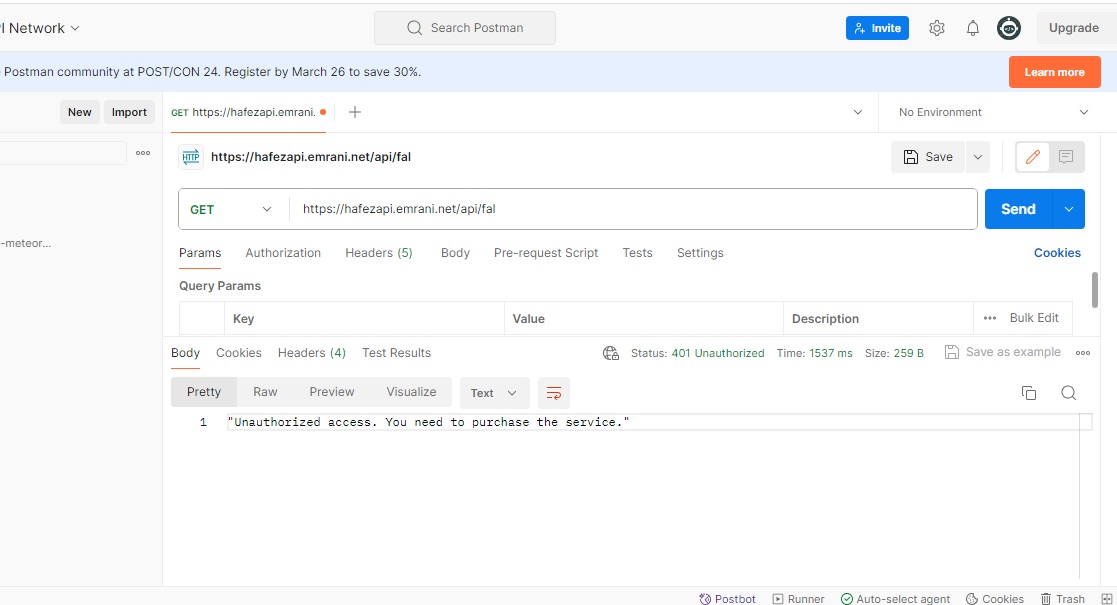 I Network
Search Postman
Invite
Upgrade
Postman community at POST/CON 24. Register by March 26 to save 30%.
Learn more
New
Import
GET https://hafezapi.emrani.
No Environment
HTTP
https://hafezapi.emrani.net/api/fal
Save
GET
https://hafezapi.emrani.net/api/fal
Send
-meteor...
Params
Authorization
Headers (5)
Body
Pre-request Script
Tests
Settings
Cookies
Query Params
Key
Value
Description
Bulk Edit
Body
Cookies
Headers (4)
Test Results
Status: 401 Unauthorized
Time: 1537 ms
Size: 259 B
Save as example
Pretty
Raw
Preview
Visualize
Text
1
"Unauthorized access. You need to purchase the service."
Postbot
Runner
Auto-select agent
Cookies
Trash